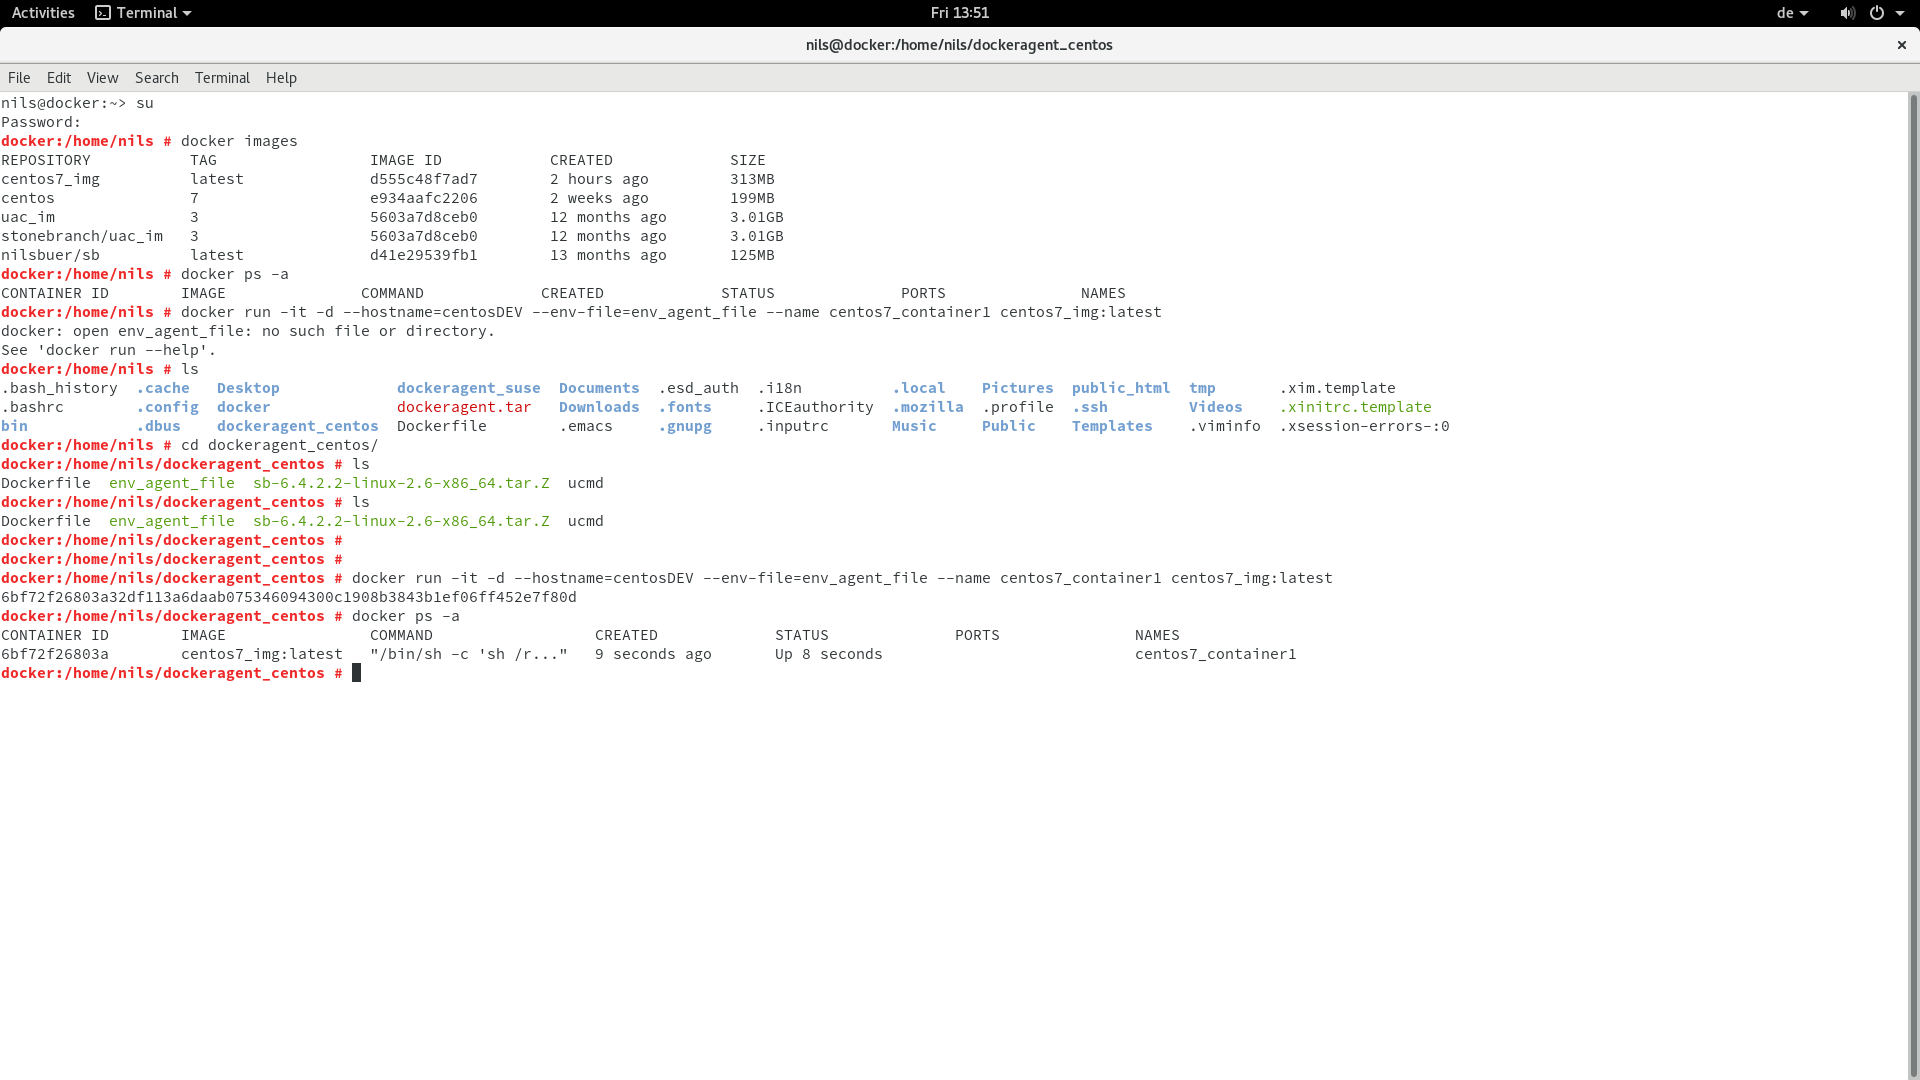 Activities Terminal Fri 13:51 de
nils@docker:/home/nils/dockeragent_centos
File Edit View Search Terminal Help
nils@docker:~> su
Password:
docker:/home/nils # docker images
REPOSITORY TAG IMAGE ID CREATED SIZE
centos7_img latest d555c48f7ad7 2 hours ago 313MB
centos 7 e934aafc2206 2 weeks ago 199MB
uac_im 3 5603a7d8ceb0 12 months ago 3.01GB
stonebranch/uac_im 3 5603a7d8ceb0 12 months ago 3.01GB
nilsbuer/sb latest d41e29539fb1 13 months ago 125MB
docker:/home/nils # docker ps -a
CONTAINER ID IMAGE COMMAND CREATED STATUS PORTS NAMES
docker:/home/nils # docker run -it -d --hostname=centosDEV --env-file=env_agent_file --name centos7_container1 centos7_img:latest
docker: open env_agent_file: no such file or directory.
See 'docker run --help'.
docker:/home/nils # ls
.bash_history .cache Desktop dockeragent_suse Documents .esd_auth .i18n .local Pictures public_html tmp .xim.template
.bashrc .config docker dockeragent.tar Downloads .fonts .ICEauthority .mozilla .profile .ssh Videos .xinitrc.template
bin .dbus dockeragent_centos Dockerfile .emacs .gnupg .inputrc Music Public Templates .viminfo .xsession-errors-:0
docker:/home/nils # cd dockeragent_centos/
docker:/home/nils/dockeragent_centos # ls
Dockerfile env_agent_file sb-6.4.2.2-linux-2.6-x86_64.tar.Z ucmd
docker:/home/nils/dockeragent_centos # ls
Dockerfile env_agent_file sb-6.4.2.2-linux-2.6-x86_64.tar.Z ucmd
docker:/home/nils/dockeragent_centos #
docker:/home/nils/dockeragent_centos #
docker:/home/nils/dockeragent_centos # docker run -it -d --hostname=centosDEV --env-file=env_agent_file --name centos7_container1 centos7_img:latest
6bf72f26803a32df113a6daab075346094300c1908b3843b1ef06ff452e7f80d
docker:/home/nils/dockeragent_centos # docker ps -a
CONTAINER ID IMAGE COMMAND CREATED STATUS PORTS NAMES
6bf72f26803a centos7_img:latest "/bin/sh -c 'sh /r..." 9 seconds ago Up 8 seconds centos7_container1
docker:/home/nils/dockeragent_centos #